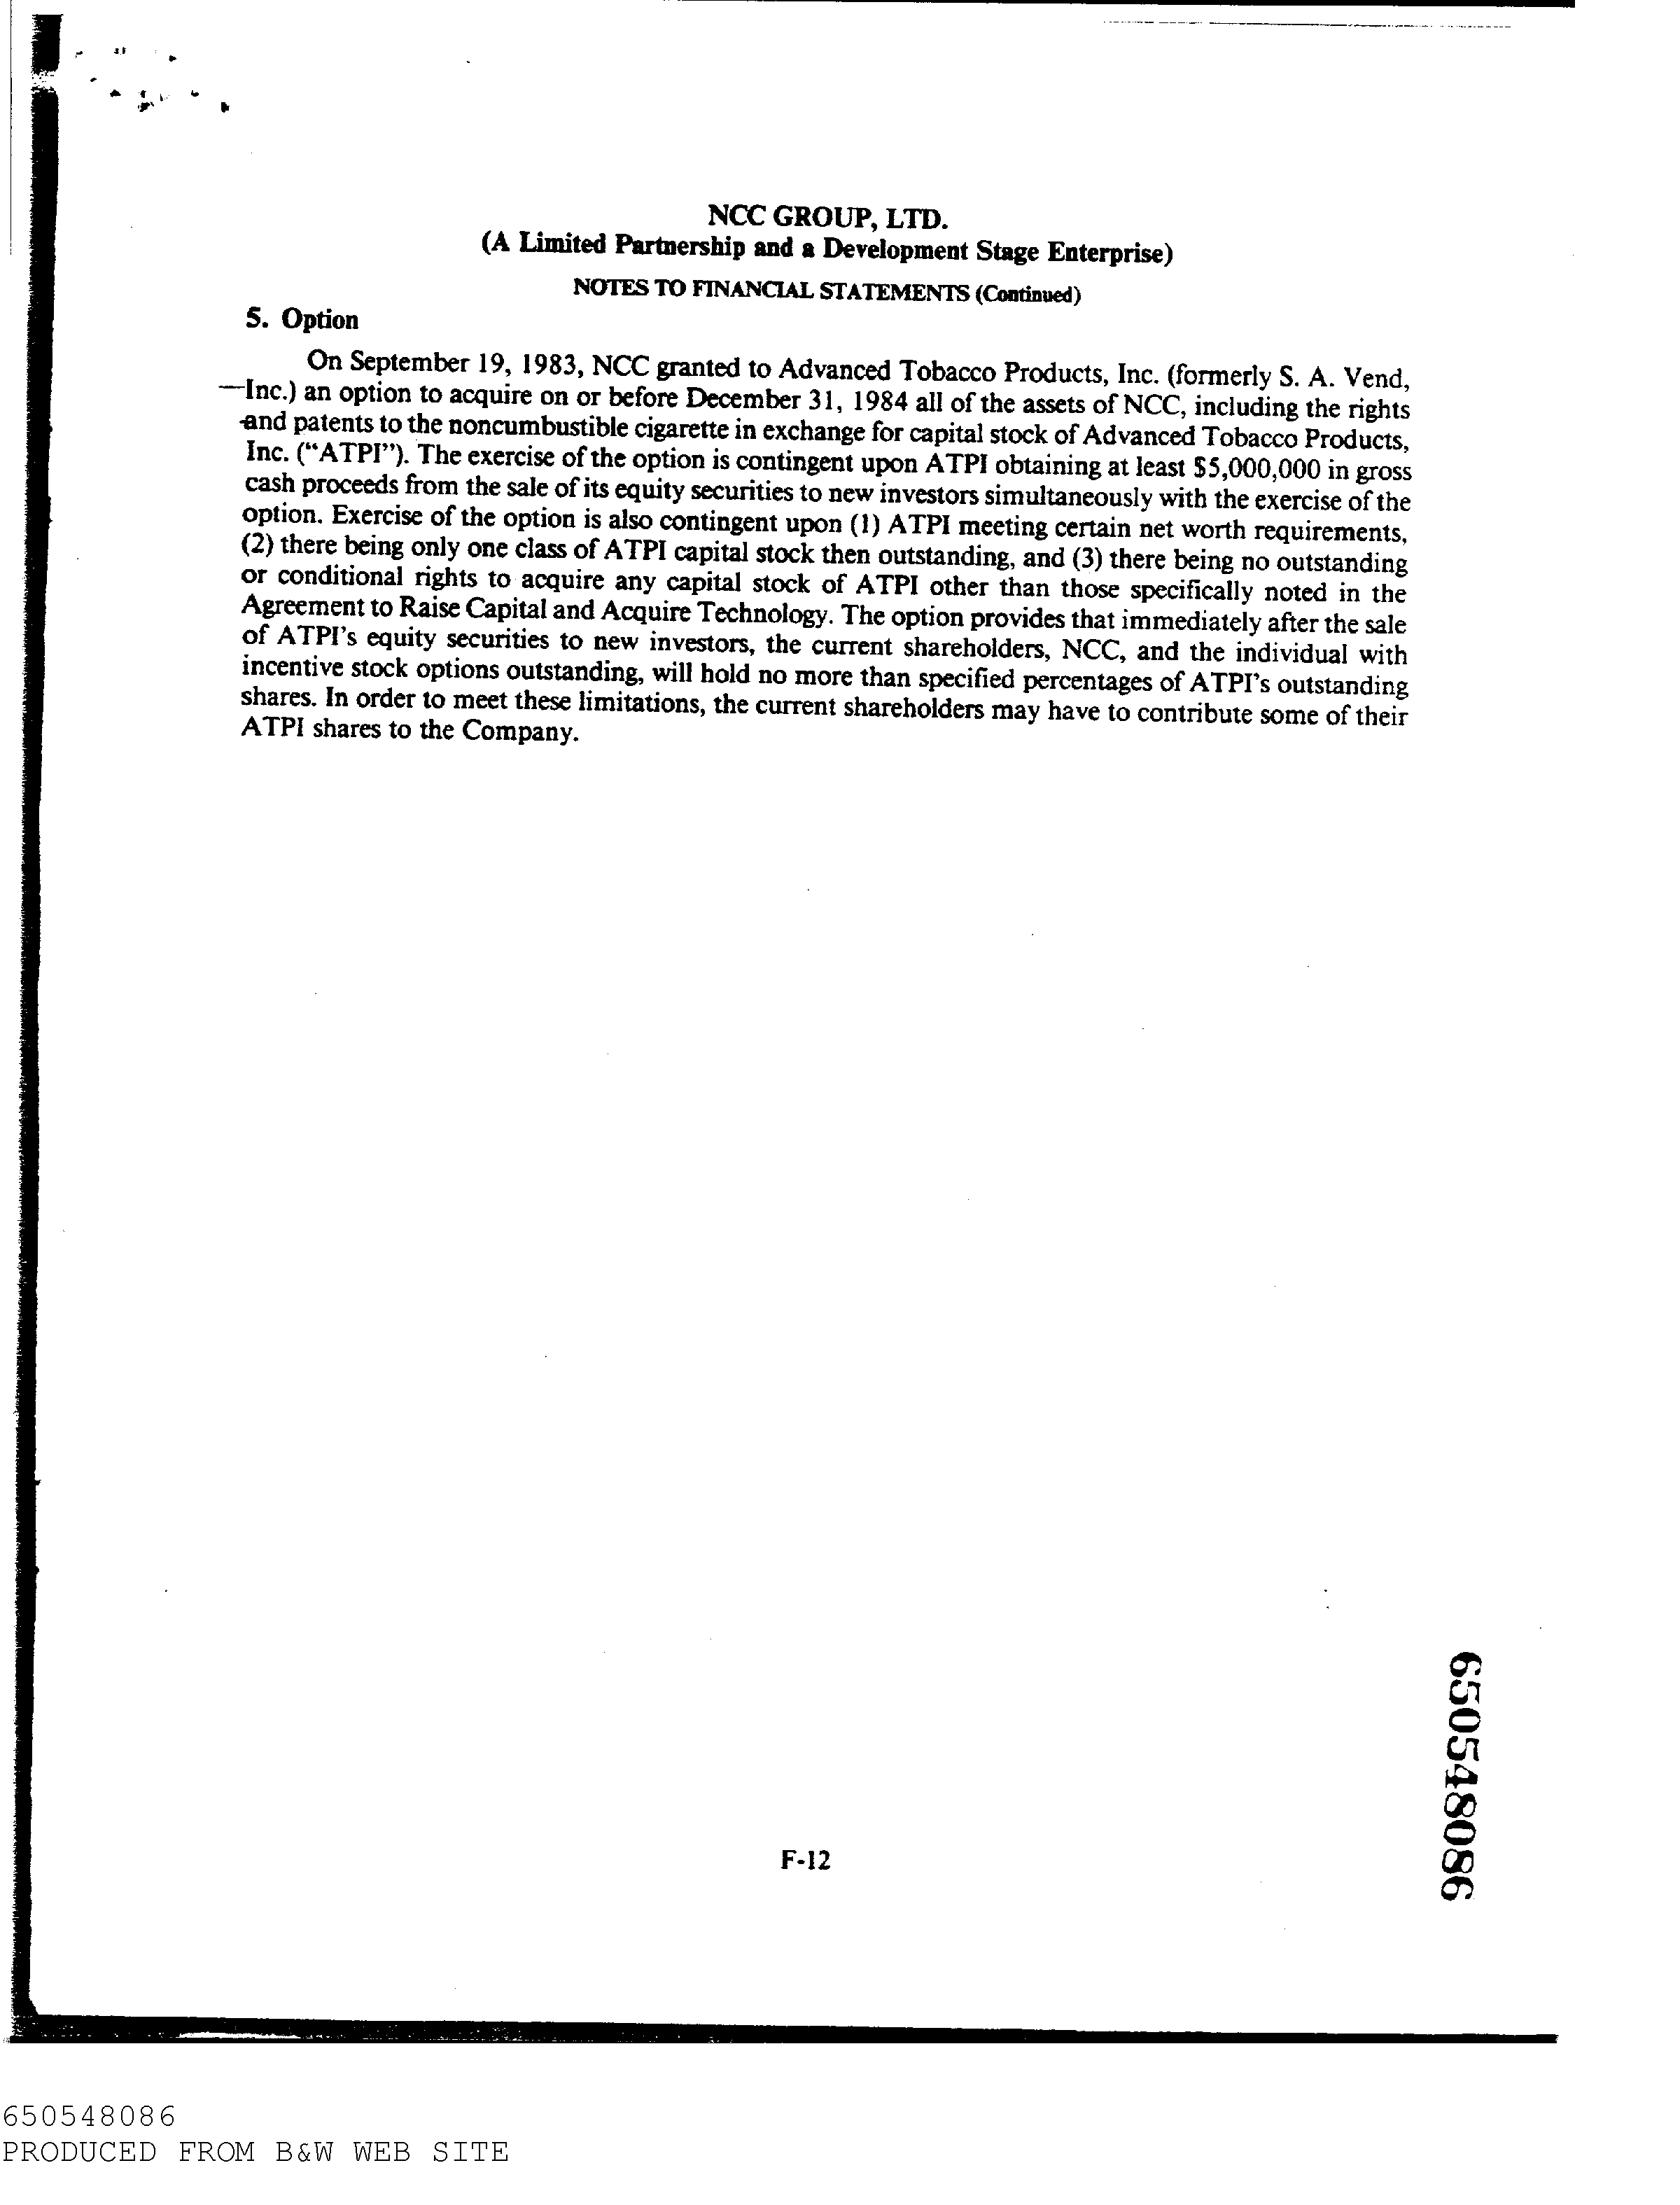 NCC GROUP, LTD.
(A Limited Partnership and a Development Stage Enterprise)
NOTES TO FINANCIAL STATEMENTS (Continued)
5. Option
On September 19, 1983, NCC granted to Advanced Tobacco Products, Inc. (formerly S. A. Vend,
Inc.) an option to acquire on or before December 31, 1984 all of the assets of NCC, including the rights
and patents to the noncumbustible cigarette in exchange for capital stock of Advanced Tobacco Products,
Inc. (“ATPI”). The exercise of the option is contingent upon ATPI obtaining at least $5,000,000 in gross
cash proceeds from the sale of its equity securities to new investors simultaneously with the exercise of the
option. Exercise of the option is also contingent upon (1) ATPI meeting certain net worth requirements,
(2) there being only one class of ATPI capital stock then outstanding, and (3) there being no outstanding
or conditional rights to acquire any capital stock of ATPI other than those specifically noted in the
Agreement to Raise Capital and Acquire Technology. The option provides that immediately after the sale
of ATPI’s equity securities to new investors, the current shareholders, NCC, and the individual with
incentive stock options outstanding, will hold no more than specified percentages of ATPI’s outstanding
shares. In order to meet these limitations, the current shareholders may have to contribute some of their
ATPI shares to the Company.
650548086
F-12
650548086
PRODUCED FROM B&W WEB SITE